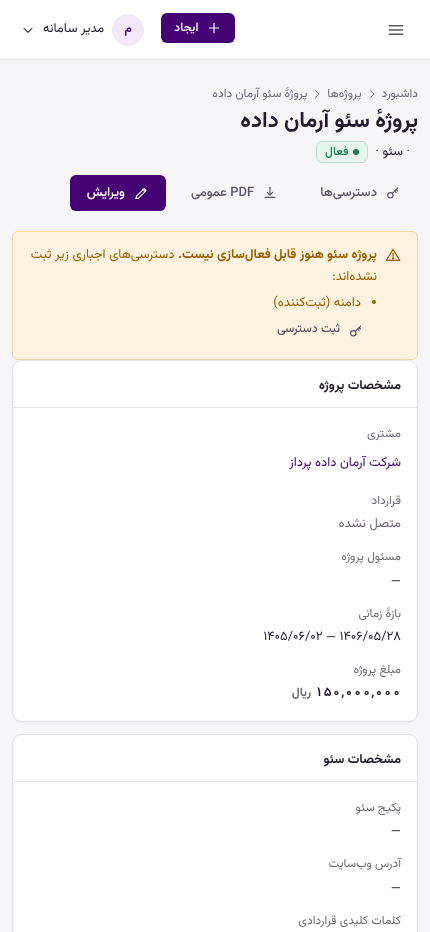 ایجاد
م
مدیر سامانه
داشبورد
پروژه‌ها
پروژهٔ سئو آرمان داده
پروژهٔ سئو آرمان داده
· سئو ·
فعال
دسترسی‌ها
PDF عمومی
ویرایش
پروژه سئو هنوز قابل فعال‌سازی نیست. دسترسی‌های اجباری زیر ثبت
نشده‌اند:
• دامنه (ثبت‌کننده)
ثبت دسترسی
مشخصات پروژه
مشتری
شرکت آرمان داده پرداز
قرارداد
متصل نشده
مسئول پروژه
—
بازهٔ زمانی
۱۴۰۶/۰۵/۲۸ — ۱۴۰۵/۰۶/۰۲
مبلغ پروژه
۱۵۰,۰۰۰,۰۰۰ ریال
مشخصات سئو
پکیج سئو
—
آدرس وب‌سایت
—
کلمات کلیدی قراردادی